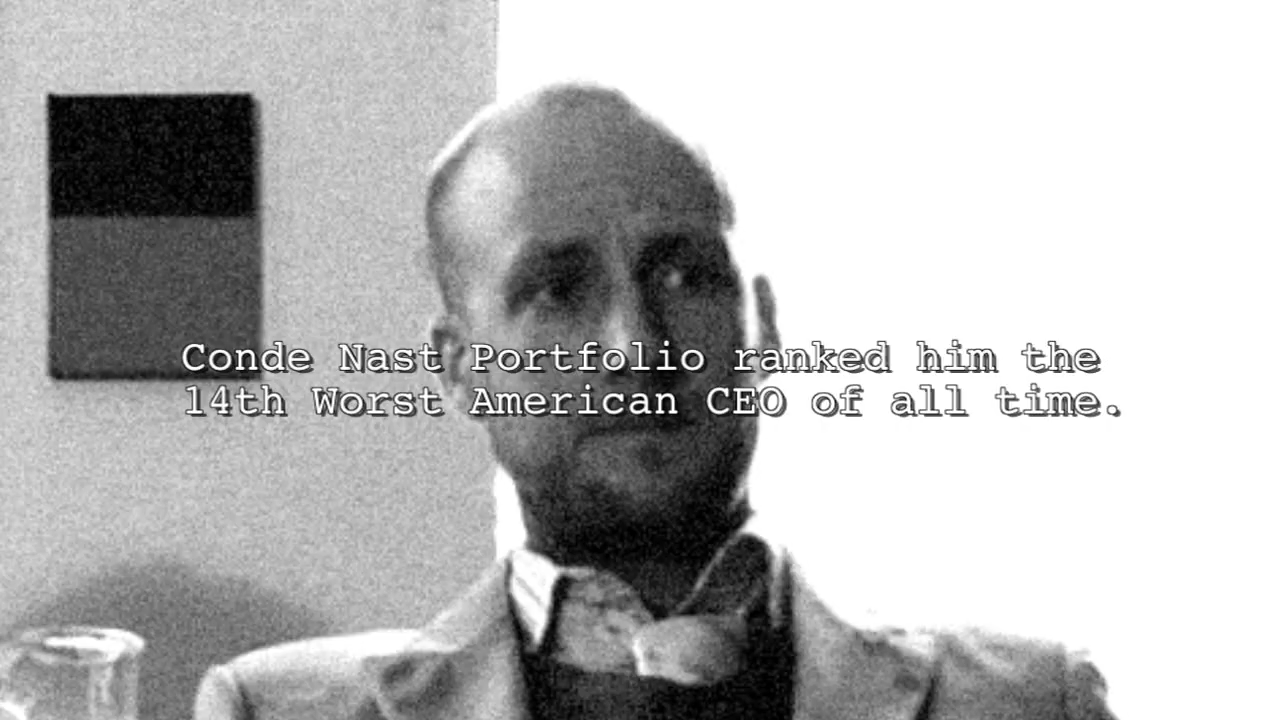 Conde Nast Portfolio ranked him the
14th Worst American CEO of all time.